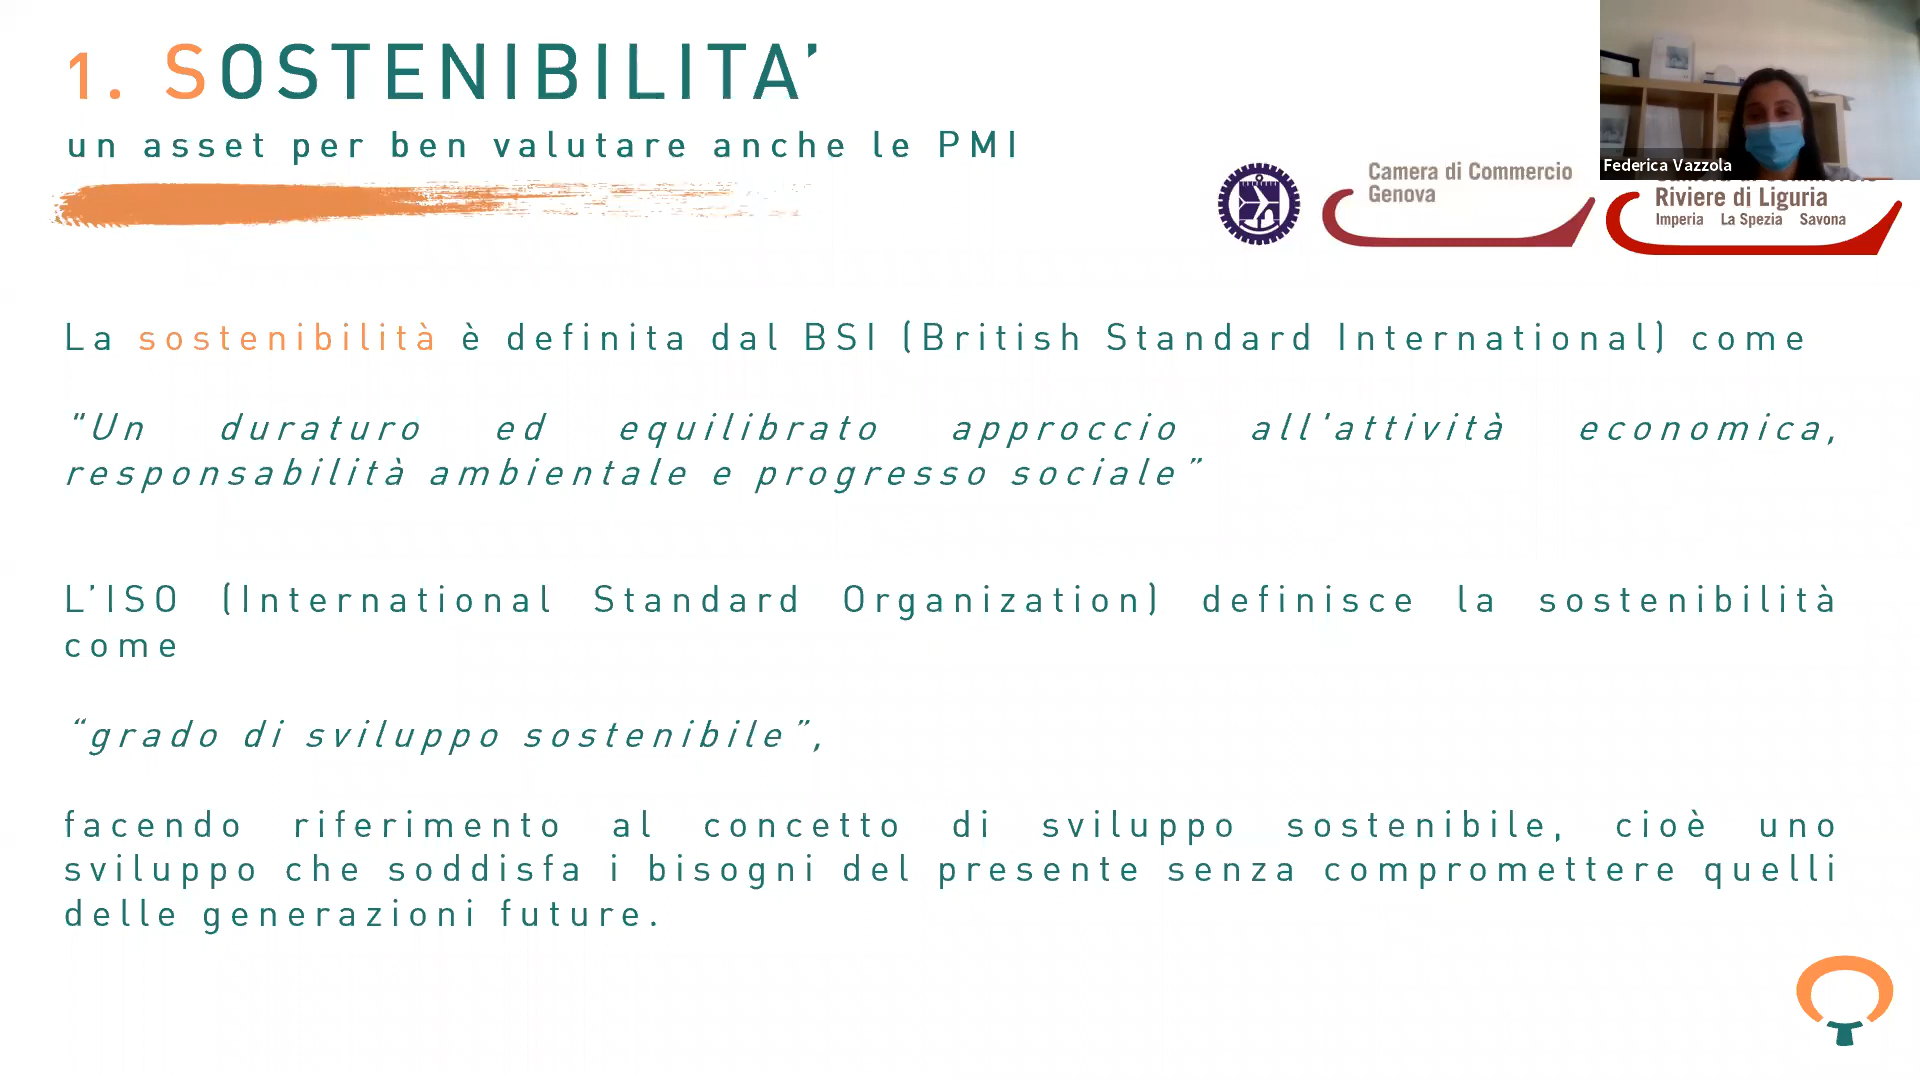 1. SOSTENIBILITA’
un asset per ben valutare anche le PMI
Federica Vazzola
Camera di Commercio
Genova
Riviere di Liguria
Imperia La Spezia Savona
La sostenibilità è definita dal BSI (British Standard International) come
"Un duraturo ed equilibrato approccio all'attività economica,
responsabilità ambientale e progresso sociale”
L’ISO (International Standard Organization) definisce la sostenibilità
come
“grado di sviluppo sostenibile”,
facendo riferimento al concetto di sviluppo sostenibile, cioè uno
sviluppo che soddisfa i bisogni del presente senza compromettere quelli
delle generazioni future.